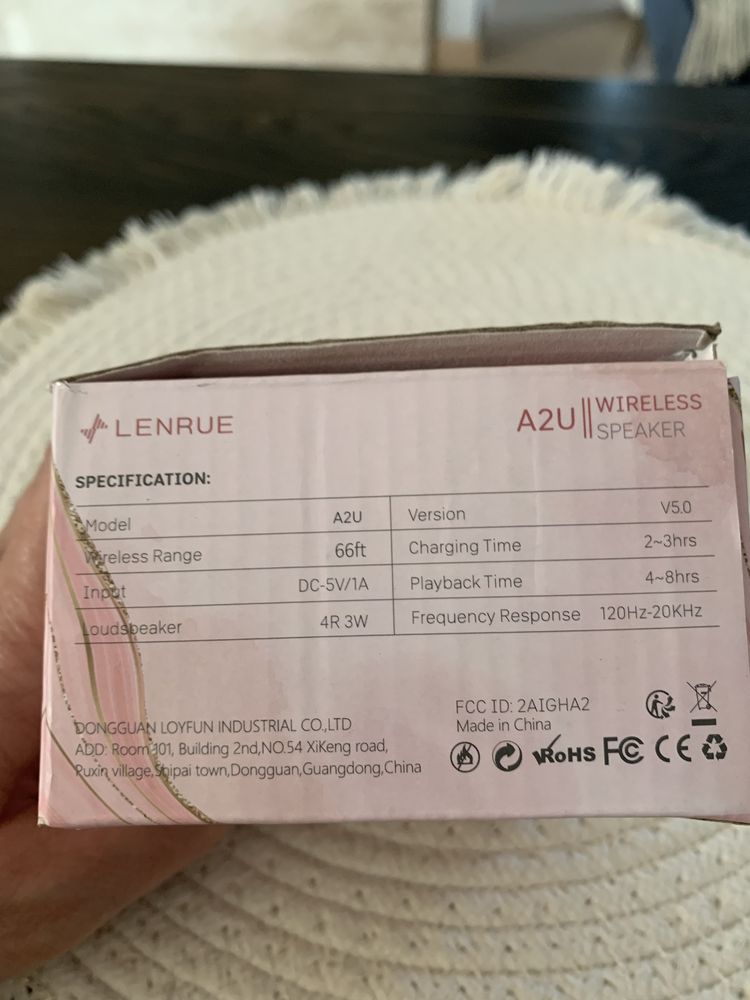 LENRUE
A2U WIRELESS
SPEAKER
SPECIFICATION:
Model A2U Version V5.0
Wireless Range 66ft Charging Time 2~3hrs
Input DC-5V/1A Playback Time 4~8hrs
Loudspeaker 4R 3W Frequency Response 120Hz-20KHz
DONGGUAN LOYFUN INDUSTRIAL CO.,LTD
ADD: Room 101, Building 2nd,NO.54 XiKeng road,
Ruxin village,Shipai town,Dongguan,Guangdong,China
FCC ID: 2AIGHA2
Made in China
RoHS FC CE